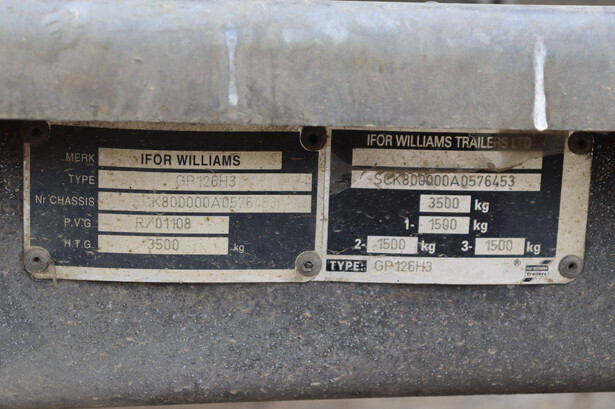 MERK IFOR WILLIAMS
TYPE GP126H3
Nr CHASSIS SCK800000A0576453
P.V.G. R/01108
H.T.G. 3500 kg
IFOR WILLIAMS TRAILERS LTD
SCK800000A0576453
3500 kg
1- 1500 kg
2- 1500 kg 3- 1500 kg
TYPE: GP126H3 ®